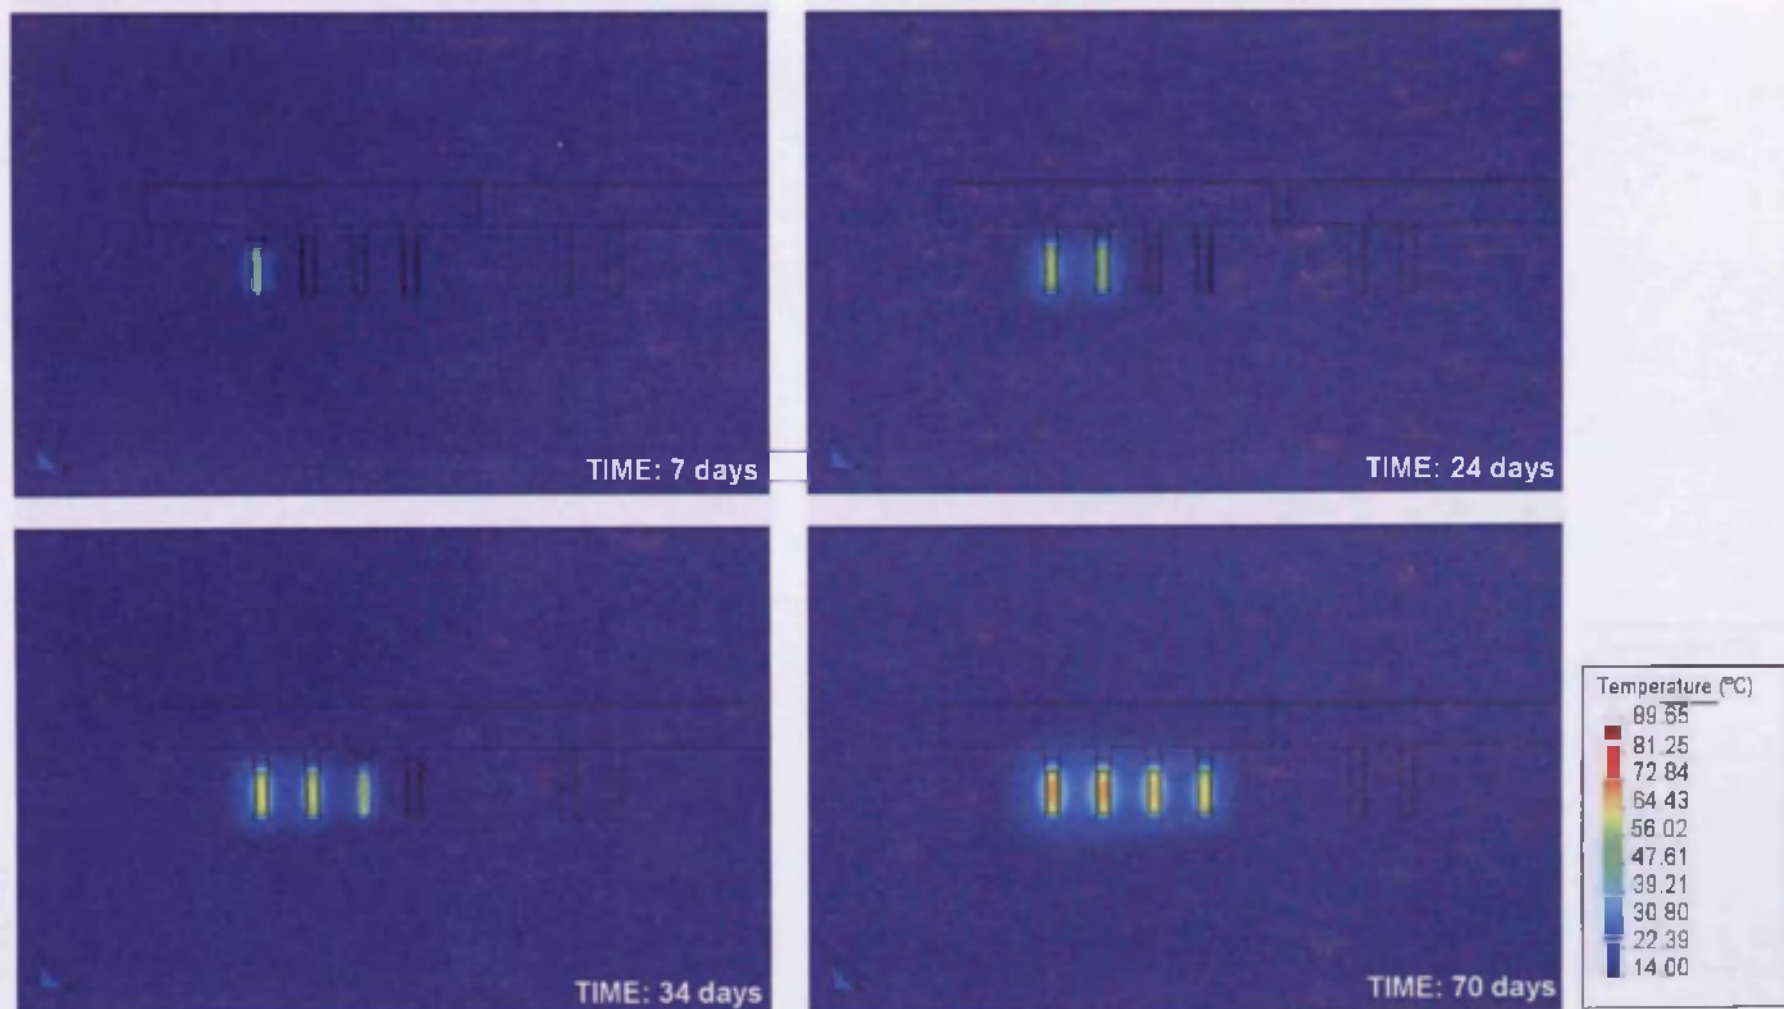 TIME: 7 days
TIME: 24 days
TIME: 34 days
TIME: 70 days
Temperature (ºC)
89.65
81.25
72 84
64 43
56 02
47.61
39.21
30 80
22 39
14 00